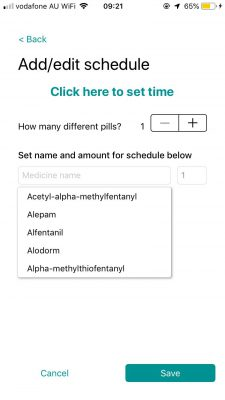 vodafone AU WiFi 09:21 65%
< Back
Add/edit schedule
Click here to set time
How many different pills? 1 — +
Set name and amount for schedule below
Medicine name 1
Acetyl-alpha-methylfentanyl
Alepam
Alfentanil
Alodorm
Alpha-methylthiofentanyl
Cancel Save